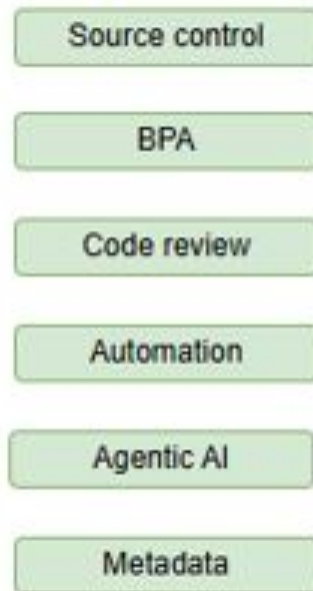 Source control
BPA
Code review
Automation
Agentic AI
Metadata